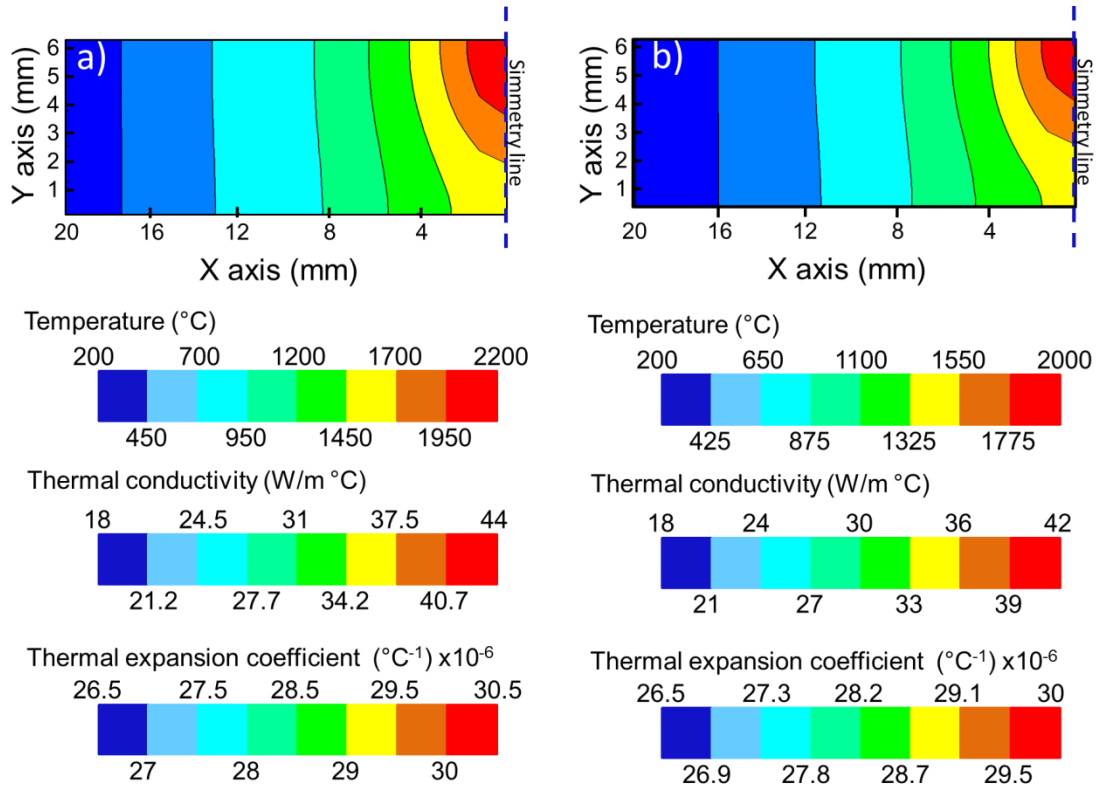 a)
6
5
4
3
2
1
Y axis (mm)
20 16 12 8 4
X axis (mm)
Simmetry line
Temperature (°C)
200 700 1200 1700 2200
450 950 1450 1950
Thermal conductivity (W/m °C)
18 24.5 31 37.5 44
21.2 27.7 34.2 40.7
Thermal expansion coefficient (°C⁻¹) x10⁻⁶
26.5 27.5 28.5 29.5 30.5
27 28 29 30
b)
6
5
4
3
2
1
Y axis (mm)
20 16 12 8 4
X axis (mm)
Simmetry line
Temperature (°C)
200 650 1100 1550 2000
425 875 1325 1775
Thermal conductivity (W/m °C)
18 24 30 36 42
21 27 33 39
Thermal expansion coefficient (°C⁻¹) x10⁻⁶
26.5 27.3 28.2 29.1 30
26.9 27.8 28.7 29.5